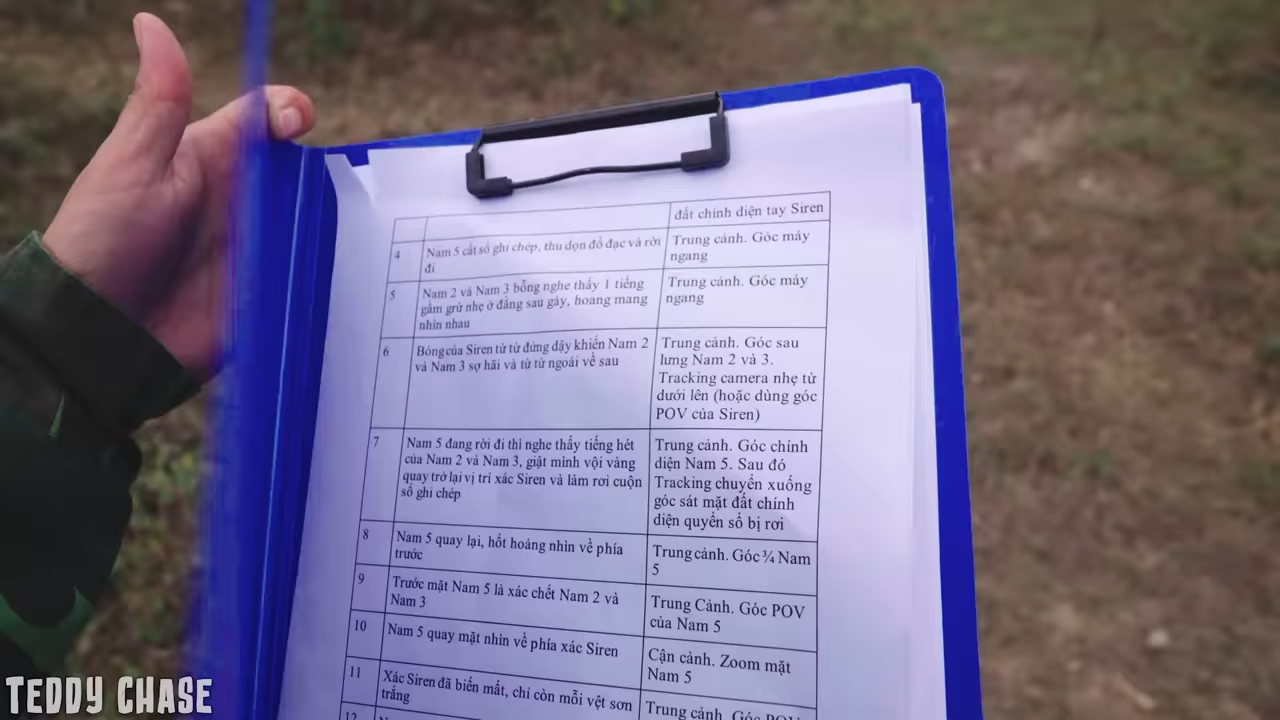 đất chính diện tay Siren
4
Nam 5 cất sổ ghi chép, thu dọn đồ đạc và rời
đi
Trung cảnh. Góc máy
ngang
5
Nam 2 và Nam 3 bỗng nghe thấy 1 tiếng
gầm grừ nhẹ ở đằng sau gáy, hoang mang
nhìn nhau
Trung cảnh. Góc máy
ngang
6
Bóng của Siren từ từ đứng dậy khiến Nam 2
và Nam 3 sợ hãi và từ từ ngoái về sau
Trung cảnh. Góc sau
lưng Nam 2 và 3.
Tracking camera nhẹ từ
dưới lên (hoặc dùng góc
POV của Siren)
7
Nam 5 đang rời đi thì nghe thấy tiếng hét
của Nam 2 và Nam 3, giật mình vội vàng
quay trở lại vị trí xác Siren và làm rơi cuộn
sổ ghi chép
Trung cảnh. Góc chính
diện Nam 5. Sau đó
Tracking chuyển xuống
góc sát mặt đất chính
diện quyển sổ bị rơi
8
Nam 5 quay lại, hốt hoảng nhìn về phía
trước
Trung cảnh. Góc ¾ Nam
5
9
Trước mặt Nam 5 là xác chết Nam 2 và
Nam 3
Trung Cảnh. Góc POV
của Nam 5
10
Nam 5 quay mặt nhìn về phía xác Siren
Cận cảnh. Zoom mặt
Nam 5
11
Xác Siren đã biến mất, chỉ còn mỗi vệt sơn
trắng
Trung cảnh. Góc POV
12
TEDDY CHASE